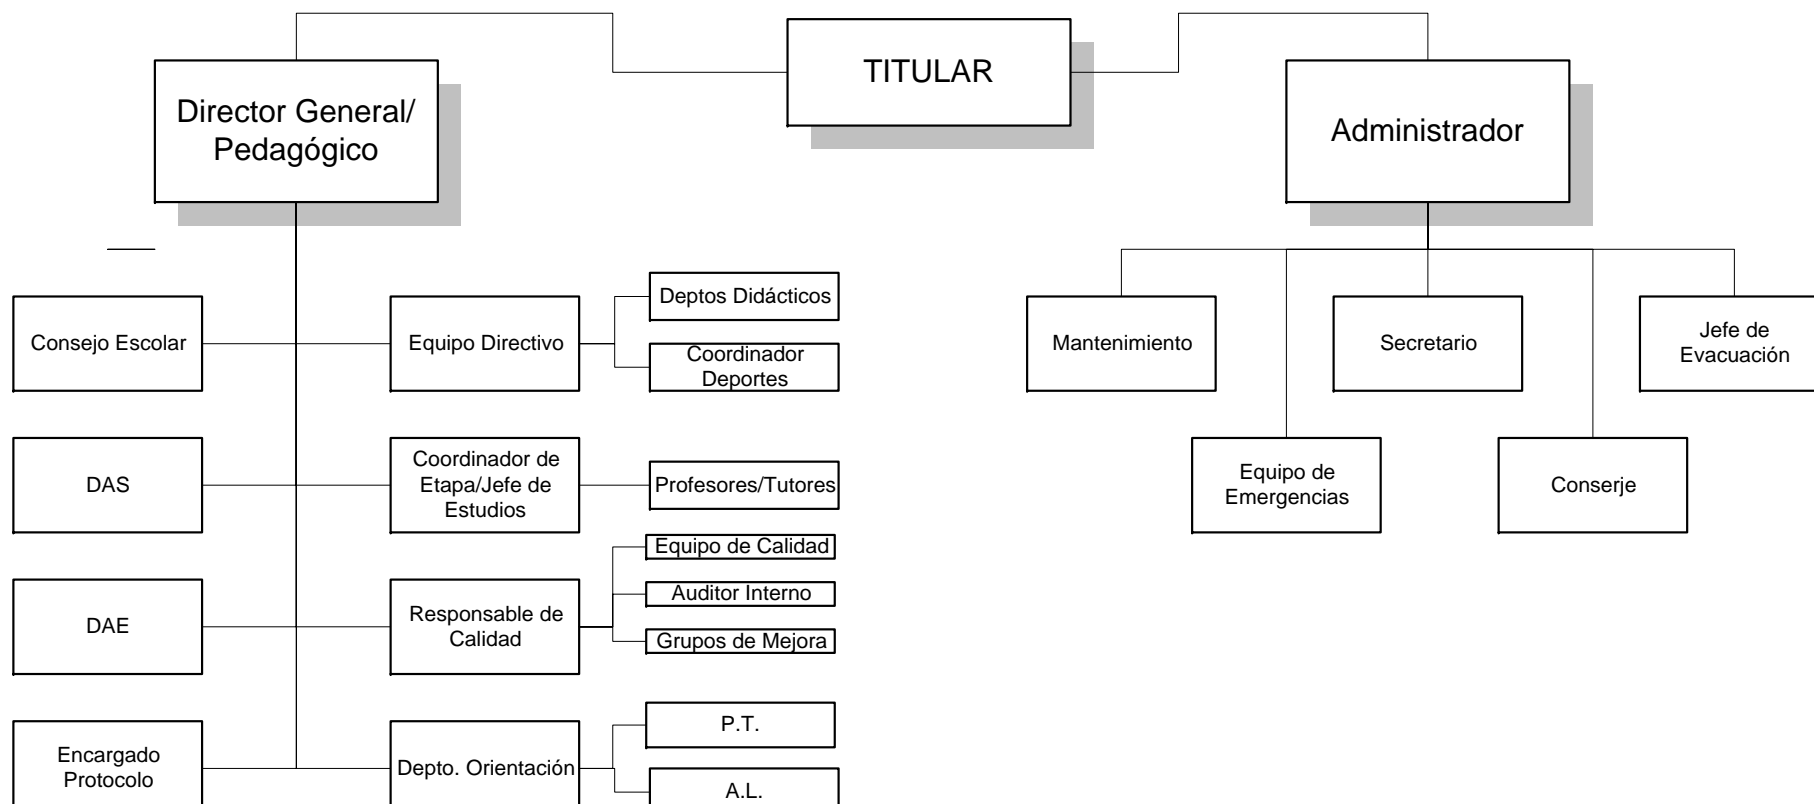 TITULAR
Director General/
Pedagógico
Administrador
Consejo Escolar
Equipo Directivo
Deptos Didácticos
Coordinador
Deportes
DAS
Coordinador de
Etapa/Jefe de
Estudios
Profesores/Tutores
DAE
Responsable de
Calidad
Equipo de Calidad
Auditor Interno
Grupos de Mejora
Encargado
Protocolo
Depto. Orientación
P.T.
A.L.
Mantenimiento
Secretario
Jefe de
Evacuación
Equipo de
Emergencias
Conserje